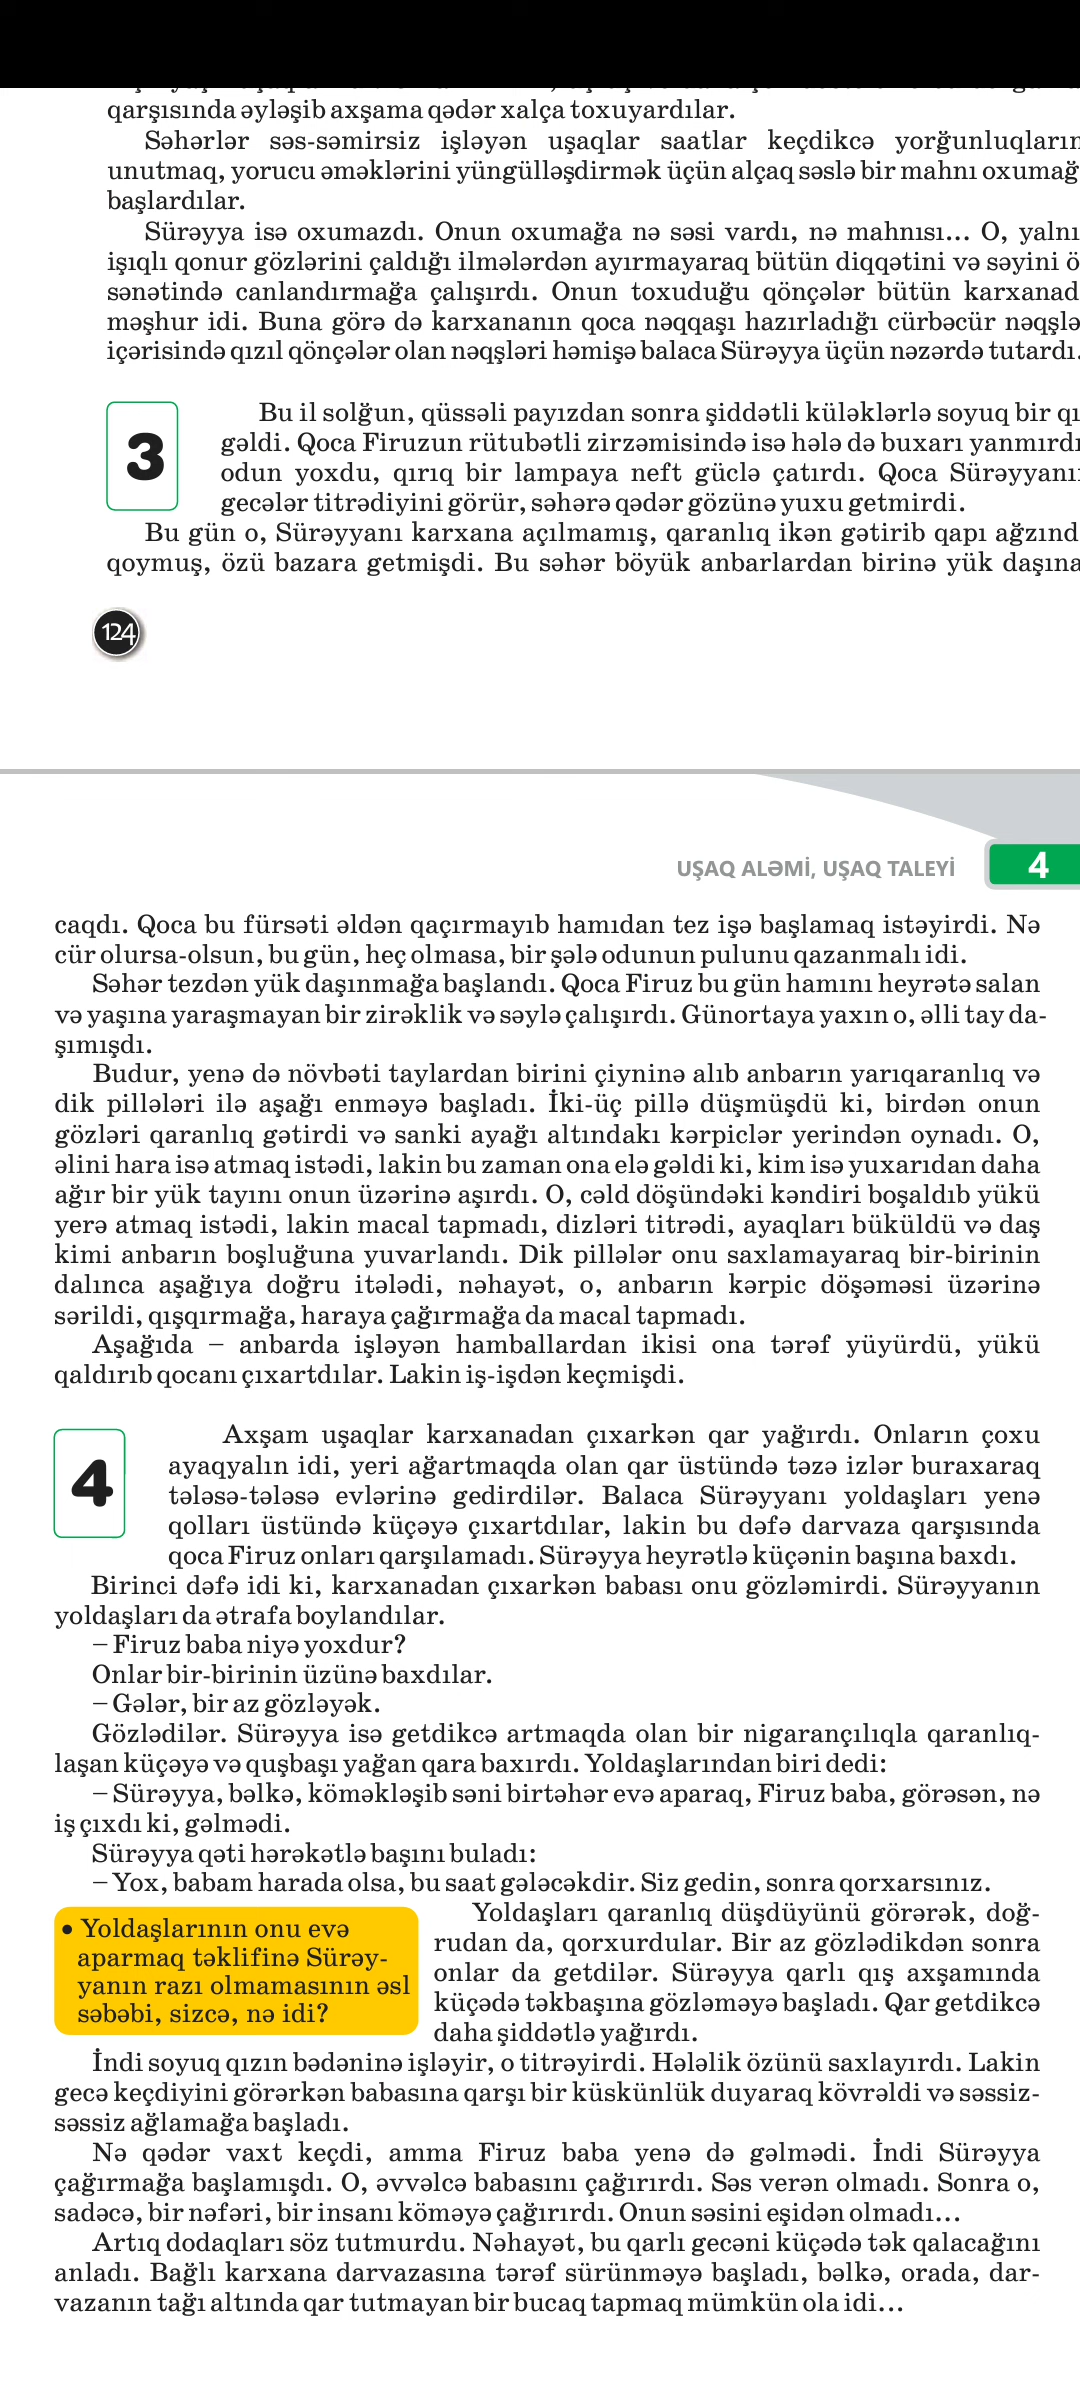 qarşısında əyləşib axşama qədər xalça toxuyardılar.
Səhərlər səs-səmirsiz işləyən uşaqlar saatlar keçdikcə
unutmaq, yorucu əməklərini yüngülləşdirmək üçün alçaq səslə bir mahnı
başlardılar.
Sürəyya isə oxumazdı. Onun oxumağa nə səsi vardı, nə mahnısı... O,
işıqlı qonur gözlərini çaldığı ilmələrdən ayırmayaraq bütün diqqətini və səyini
sənətində canlandırmağa çalışırdı. Onun toxuduğu qönçələr bütün
məşhur idi. Buna görə də karxananın qoca nəqqaşı hazırladığı cürbəcür
içərisində qızıl qönçələr olan nəqşləri həmişə balaca Sürəyya üçün nəzərdə tutardı.
3
Bu il solğun, qüssəli payızdan sonra şiddətli küləklərlə soyuq bir
gəldi. Qoca Firuzun rütubətli zirzəmisində isə hələ də buxarı yanmırdı
odun yoxdu, qırıq bir lampaya neft güclə çatırdı. Qoca
gecələr titrədiyini görür, səhərə qədər gözünə yuxu getmirdi.
Bu gün o, Sürəyyanı karxana açılmamış, qaranlıq ikən gətirib qapı
qoymuş, özü bazara getmişdi. Bu səhər böyük anbarlardan birinə yük daşına
124
UŞAQ ALƏMİ, UŞAQ TALEYİ
4
caqdı. Qoca bu fürsəti əldən qaçırmayıb hamıdan tez işə başlamaq istəyirdi. Nə
cür olursa-olsun, bu gün, heç olmasa, bir şələ odunun pulunu qazanmalı idi.
Səhər tezdən yük daşınmağa başlandı. Qoca Firuz bu gün hamını heyrətə salan
və yaşına yaraşmayan bir zirəklik və səylə çalışırdı. Günortaya yaxın o, əlli tay da-
şımışdı.
Budur, yenə də növbəti taylardan birini çiyninə alıb anbarın yarıqaranlıq və
dik pillələri ilə aşağı enməyə başladı. İki-üç pillə düşmüşdü ki, birdən onun
gözləri qaranlıq gətirdi və sanki ayağı altındakı kərpiclər yerindən oynadı. O,
əlini hara isə atmaq istədi, lakin bu zaman ona elə gəldi ki, kim isə yuxarıdan daha
ağır bir yük tayını onun üzərinə aşırdı. O, cəld döşündəki kəndiri boşaldıb yükü
yerə atmaq istədi, lakin macal tapmadı, dizləri titrədi, ayaqları büküldü və daş
kimi anbarın boşluğuna yuvarlandı. Dik pillələr onu saxlamayaraq bir-birinin
dalınca aşağıya doğru itələdi, nəhayət, o, anbarın kərpic döşəməsi üzərinə
sərildi, qışqırmağa, haraya çağırmağa da macal tapmadı.
Aşağıda – anbarda işləyən hamballardan ikisi ona tərəf yüyürdü, yükü
qaldırıb qocanı çıxartdılar. Lakin iş-işdən keçmişdi.
4
Axşam uşaqlar karxanadan çıxarkən qar yağırdı. Onların çoxu
ayaqyalın idi, yeri ağartmaqda olan qar üstündə təzə izlər buraxaraq
tələsə-tələsə evlərinə gedirdilər. Balaca Sürəyyanı yoldaşları yenə
qolları üstündə küçəyə çıxartdılar, lakin bu dəfə darvaza qarşısında
qoca Firuz onları qarşılamadı. Sürəyya heyrətlə küçənin başına baxdı.
Birinci dəfə idi ki, karxanadan çıxarkən babası onu gözləmirdi. Sürəyyanın
yoldaşları da ətrafa boylandılar.
– Firuz baba niyə yoxdur?
Onlar bir-birinin üzünə baxdılar.
– Gələr, bir az gözləyək.
Gözlədilər. Sürəyya isə getdikcə artmaqda olan bir nigarançılıqla qaranlıq-
laşan küçəyə və quşbaşı yağan qara baxırdı. Yoldaşlarından biri dedi:
– Sürəyya, bəlkə, köməkləşib səni birtəhər evə aparaq, Firuz baba, görəsən, nə
iş çıxdı ki, gəlmədi.
Sürəyya qəti hərəkətlə başını buladı:
– Yox, babam harada olsa, bu saat gələcəkdir. Siz gedin, sonra qorxarsınız.
• Yoldaşlarının onu evə
aparmaq təklifinə Sürəy-
yanın razı olmamasının əsl
səbəbi, sizcə, nə idi?
Yoldaşları qaranlıq düşdüyünü görərək, doğ-
rudan da, qorxurdular. Bir az gözlədikdən sonra
onlar da getdilər. Sürəyya qarlı qış axşamında
küçədə təkbaşına gözləməyə başladı. Qar getdikcə
daha şiddətlə yağırdı.
İndi soyuq qızın bədəninə işləyir, o titrəyirdi. Hələlik özünü saxlayırdı. Lakin
gecə keçdiyini görərkən babasına qarşı bir küskünlük duyaraq kövrəldi və səssiz-
səssiz ağlamağa başladı.
Nə qədər vaxt keçdi, amma Firuz baba yenə də gəlmədi. İndi Sürəyya
çağırmağa başlamışdı. O, əvvəlcə babasını çağırırdı. Səs verən olmadı. Sonra o,
sadəcə, bir nəfəri, bir insanı köməyə çağırırdı. Onun səsini eşidən olmadı...
Artıq dodaqları söz tutmurdu. Nəhayət, bu qarlı gecəni küçədə tək qalacağını
anladı. Bağlı karxana darvazasına tərəf sürünməyə başladı, bəlkə, orada, dar-
vazanın tağı altında qar tutmayan bir bucaq tapmaq mümkün ola idi...